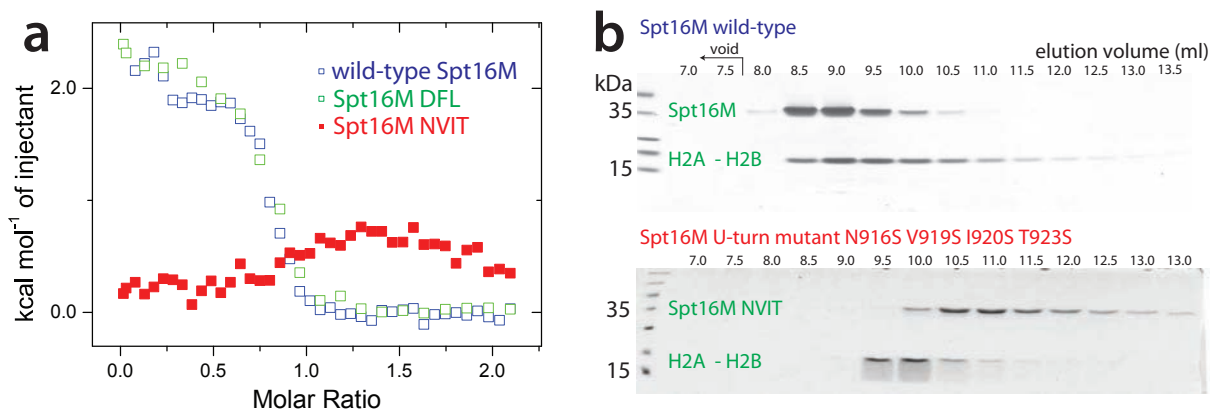 a
kcal mol⁻¹ of injectant
2.0
0.0
wild-type Spt16M
Spt16M DFL
Spt16M NVIT
0.0 0.5 1.0 1.5 2.0
Molar Ratio
b
Spt16M wild-type
void
elution volume (ml)
7.0 7.5 8.0 8.5 9.0 9.5 10.0 10.5 11.0 11.5 12.0 12.5 13.0 13.5
kDa
35
Spt16M
15
H2A - H2B
Spt16M U-turn mutant N916S V919S I920S T923S
7.0 7.5 8.0 8.5 9.0 9.5 10.0 10.5 11.0 11.5 12.0 12.5 13.0 13.0
35
Spt16M NVIT
15
H2A - H2B